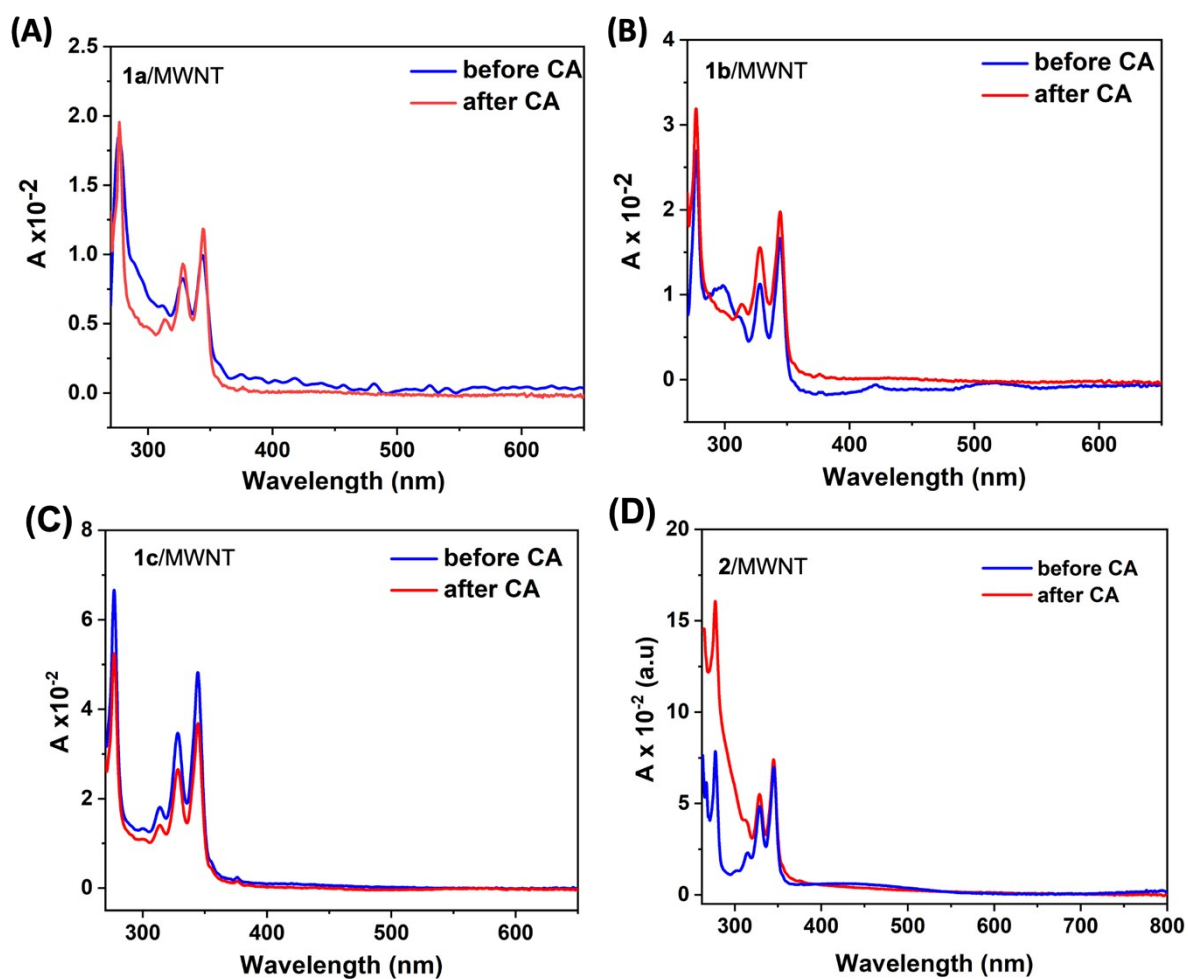 (A)
1a/MWNT
before CA
after CA
2.5
2.0
1.5
1.0
0.5
0.0
A x10-2
300 400 500 600
Wavelength (nm)
(B)
1b/MWNT
before CA
after CA
4
3
2
1
0
A x 10-2
300 400 500 600
Wavelength (nm)
(C)
1c/MWNT
before CA
after CA
8
6
4
2
0
A x10-2
300 400 500 600
Wavelength (nm)
(D)
2/MWNT
before CA
after CA
20
15
10
5
0
A x 10-2 (a.u)
300 400 500 600 700 800
Wavelength (nm)